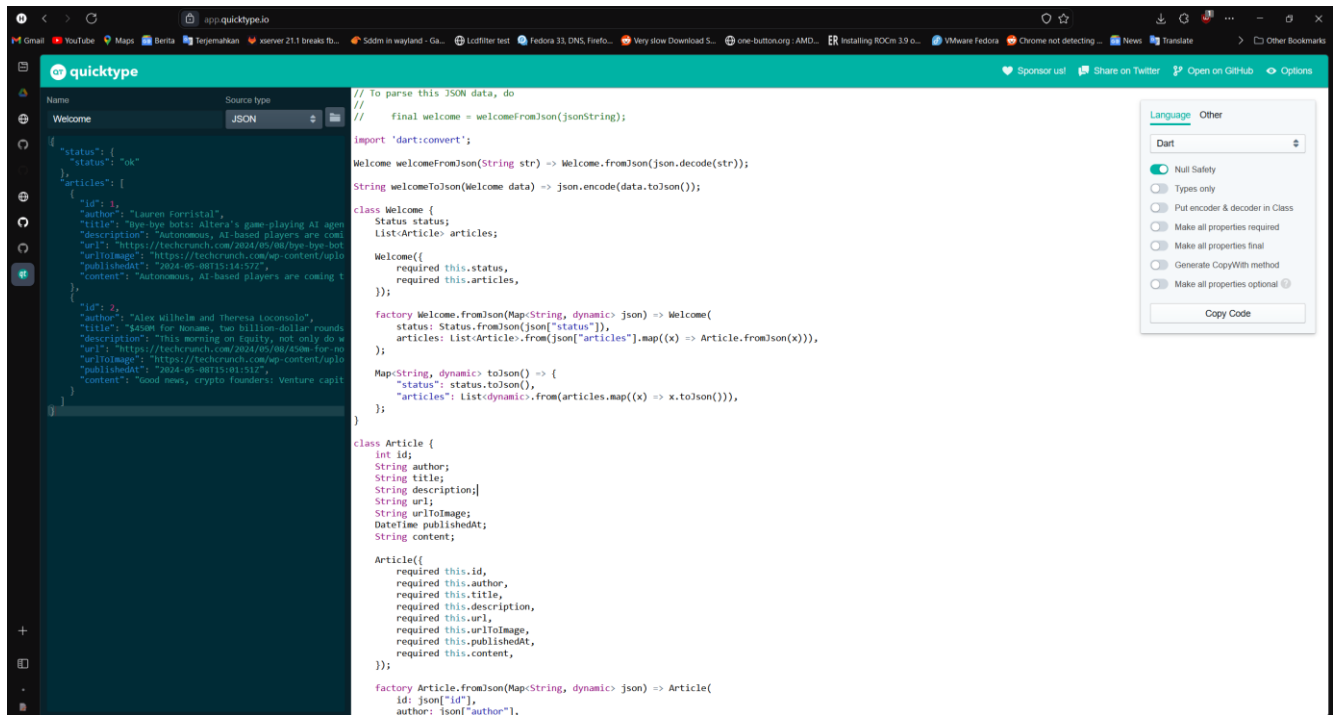 app.quicktype.io
Gmail
YouTube
Maps
Berita
Terjemahkan
xserver 21.1 breaks fb...
Sddm in wayland - Ga...
Lcdfilter test
Fedora 33, DNS, Firefo...
Very slow Download S...
one-button.org : AMD...
Installing ROCm 3.9 o...
VMware Fedora
Chrome not detecting ...
News
Translate
Other Bookmarks
quicktype
Sponsor us!
Share on Twitter
Open on GitHub
Options
Name
Source type
Welcome
JSON
{
"status": {
"status": "ok"
},
"articles": [
{
"id": 1,
"author": "Lauren Forristal",
"title": "Bye-bye bots: Altera's game-playing AI agen
"description": "Autonomous, AI-based players are comi
"url": "https://techcrunch.com/2024/05/08/bye-bye-bot
"urlToImage": "https://techcrunch.com/wp-content/uplo
"publishedAt": "2024-05-08T15:14:57Z",
"content": "Autonomous, AI-based players are coming t
},
{
"id": 2,
"author": "Alex Wilhelm and Theresa Loconsolo",
"title": "$450M for Noname, two billion-dollar rounds
"description": "This morning on Equity, not only do w
"url": "https://techcrunch.com/2024/05/08/450m-for-no
"urlToImage": "https://techcrunch.com/wp-content/uplo
"publishedAt": "2024-05-08T15:01:51Z",
"content": "Good news, crypto founders: Venture capit
}
]
}
// To parse this JSON data, do
//
// final welcome = welcomeFromJson(jsonString);
import 'dart:convert';
Welcome welcomeFromJson(String str) => Welcome.fromJson(json.decode(str));
String welcomeToJson(Welcome data) => json.encode(data.toJson());
class Welcome {
Status status;
List<Article> articles;
Welcome({
required this.status,
required this.articles,
});
factory Welcome.fromJson(Map<String, dynamic> json) => Welcome(
status: Status.fromJson(json["status"]),
articles: List<Article>.from(json["articles"].map((x) => Article.fromJson(x))),
);
Map<String, dynamic> toJson() => {
"status": status.toJson(),
"articles": List<dynamic>.from(articles.map((x) => x.toJson())),
};
}
class Article {
int id;
String author;
String title;
String description;
String url;
String urlToImage;
DateTime publishedAt;
String content;
Article({
required this.id,
required this.author,
required this.title,
required this.description,
required this.url,
required this.urlToImage,
required this.publishedAt,
required this.content,
});
factory Article.fromJson(Map<String, dynamic> json) => Article(
id: json["id"],
author: json["author"],
Language
Other
Dart
Null Safety
Types only
Put encoder & decoder in Class
Make all properties required
Make all properties final
Generate CopyWith method
Make all properties optional
Copy Code